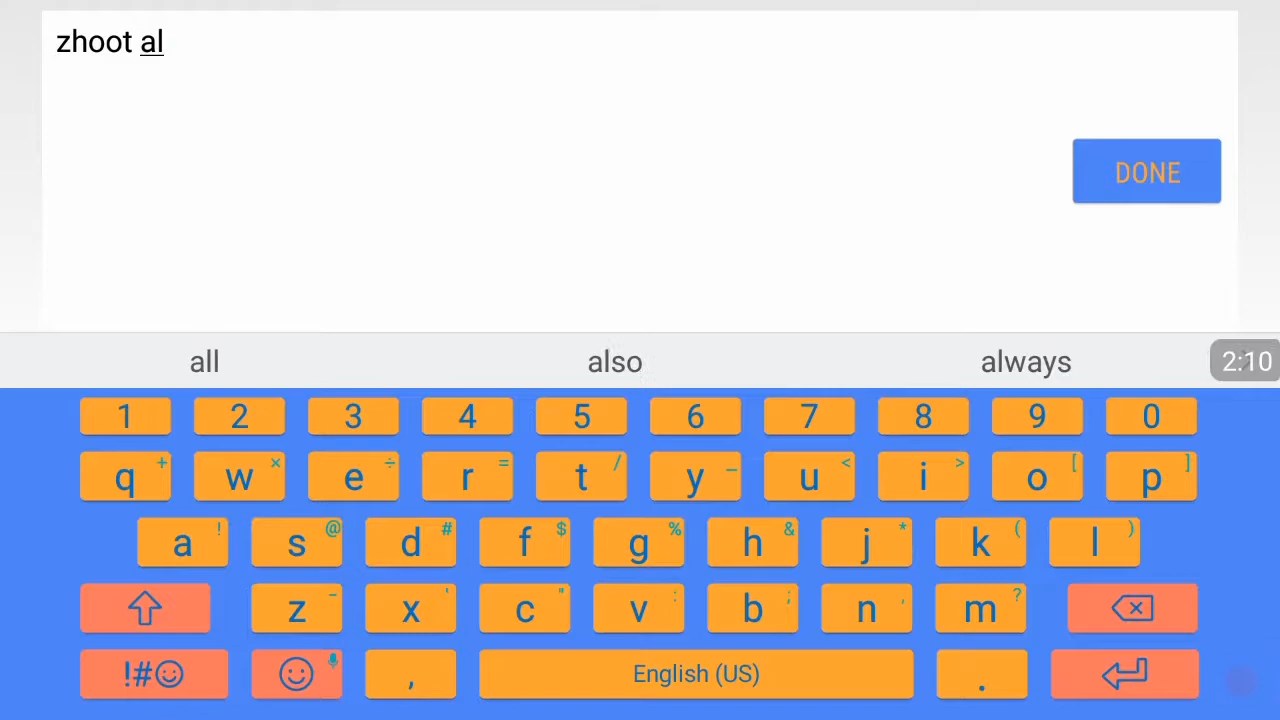 zhoot al
DONE
all also always 2:10
1 2 3 4 5 6 7 8 9 0
q + w × e ÷ r = t / y _ u < i > o [ p ]
a ! s @ d # f $ g % h & j * k ( l )
z - x ' c " v : b ; n , m ?
!#☺ , English (US) .